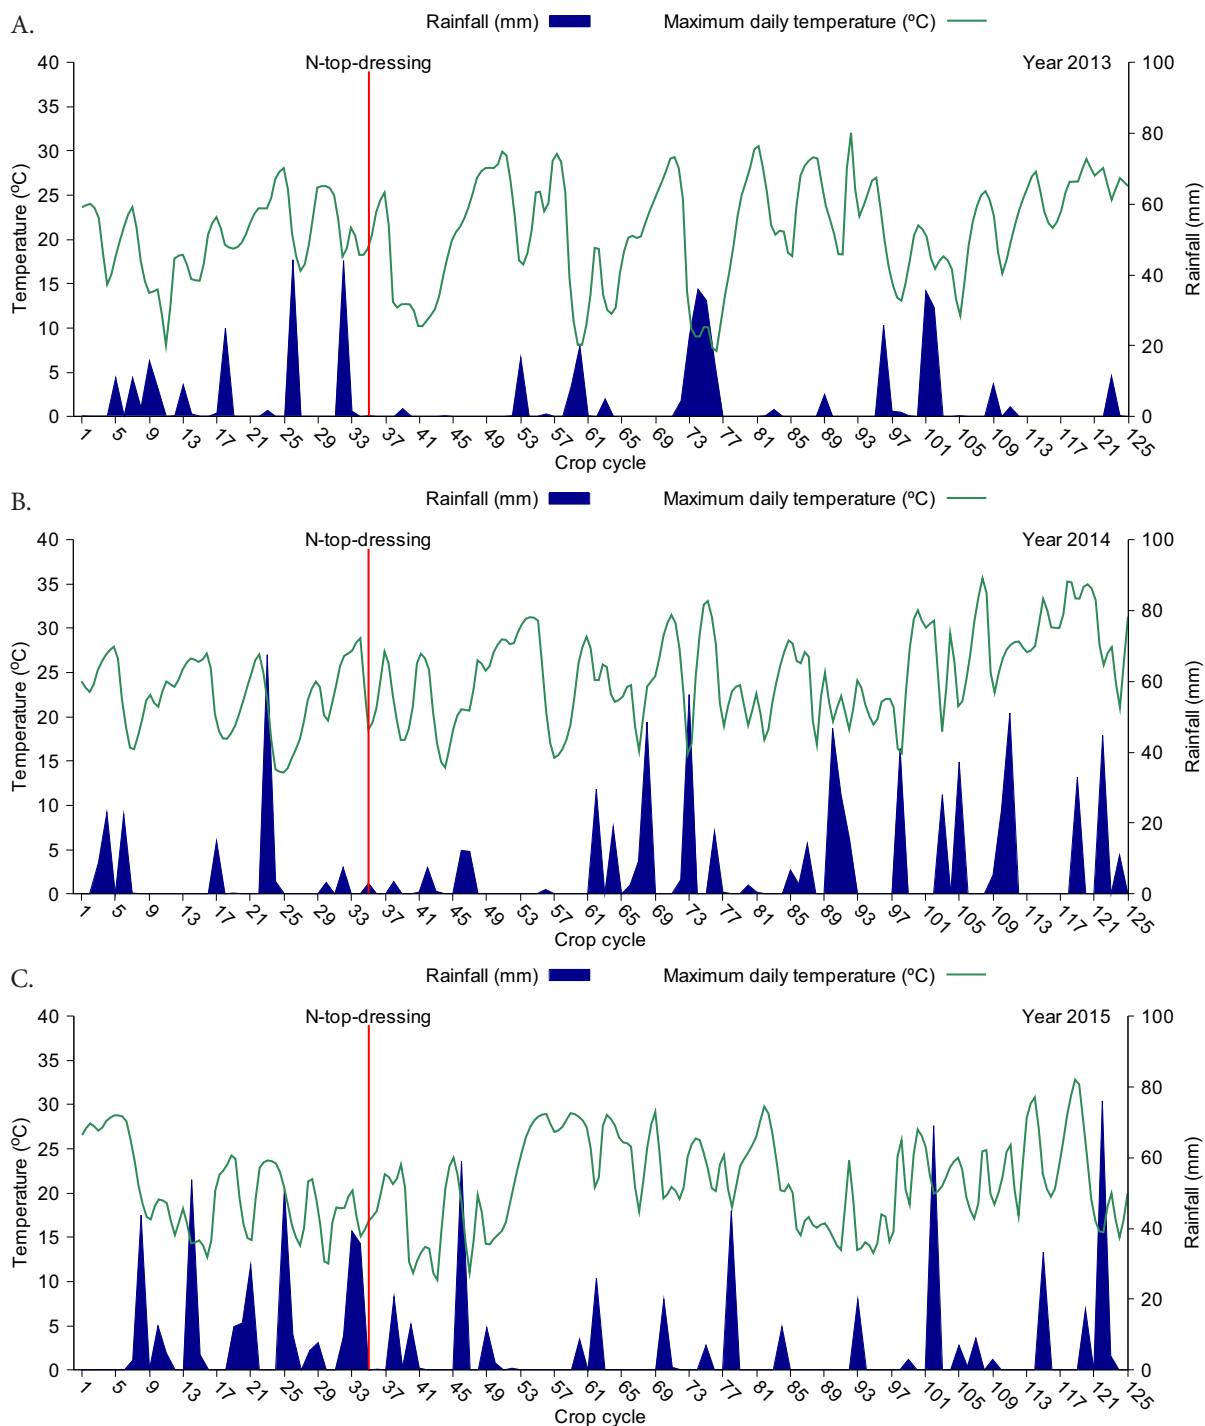 A.
Rainfall (mm) Maximum daily temperature (ºC)
N-top-dressing Year 2013
40 35 30 25 20 15 10 5 0
Temperature (ºC)
100 80 60 40 20 0
Rainfall (mm)
1 5 9 13 17 21 25 29 33 37 41 45 49 53 57 61 65 69 73 77 81 85 89 93 97 101 105 109 113 117 121 125
Crop cycle
B.
Rainfall (mm) Maximum daily temperature (ºC)
N-top-dressing Year 2014
40 35 30 25 20 15 10 5 0
Temperature (ºC)
100 80 60 40 20 0
Rainfall (mm)
1 5 9 13 17 21 25 29 33 37 41 45 49 53 57 61 65 69 73 77 81 85 89 93 97 101 105 109 113 117 121 125
Crop cycle
C.
Rainfall (mm) Maximum daily temperature (ºC)
N-top-dressing Year 2015
40 35 30 25 20 15 10 5 0
Temperature (ºC)
100 80 60 40 20 0
Rainfall (mm)
1 5 9 13 17 21 25 29 33 37 41 45 49 53 57 61 65 69 73 77 81 85 89 93 97 101 105 109 113 117 121 125
Crop cycle